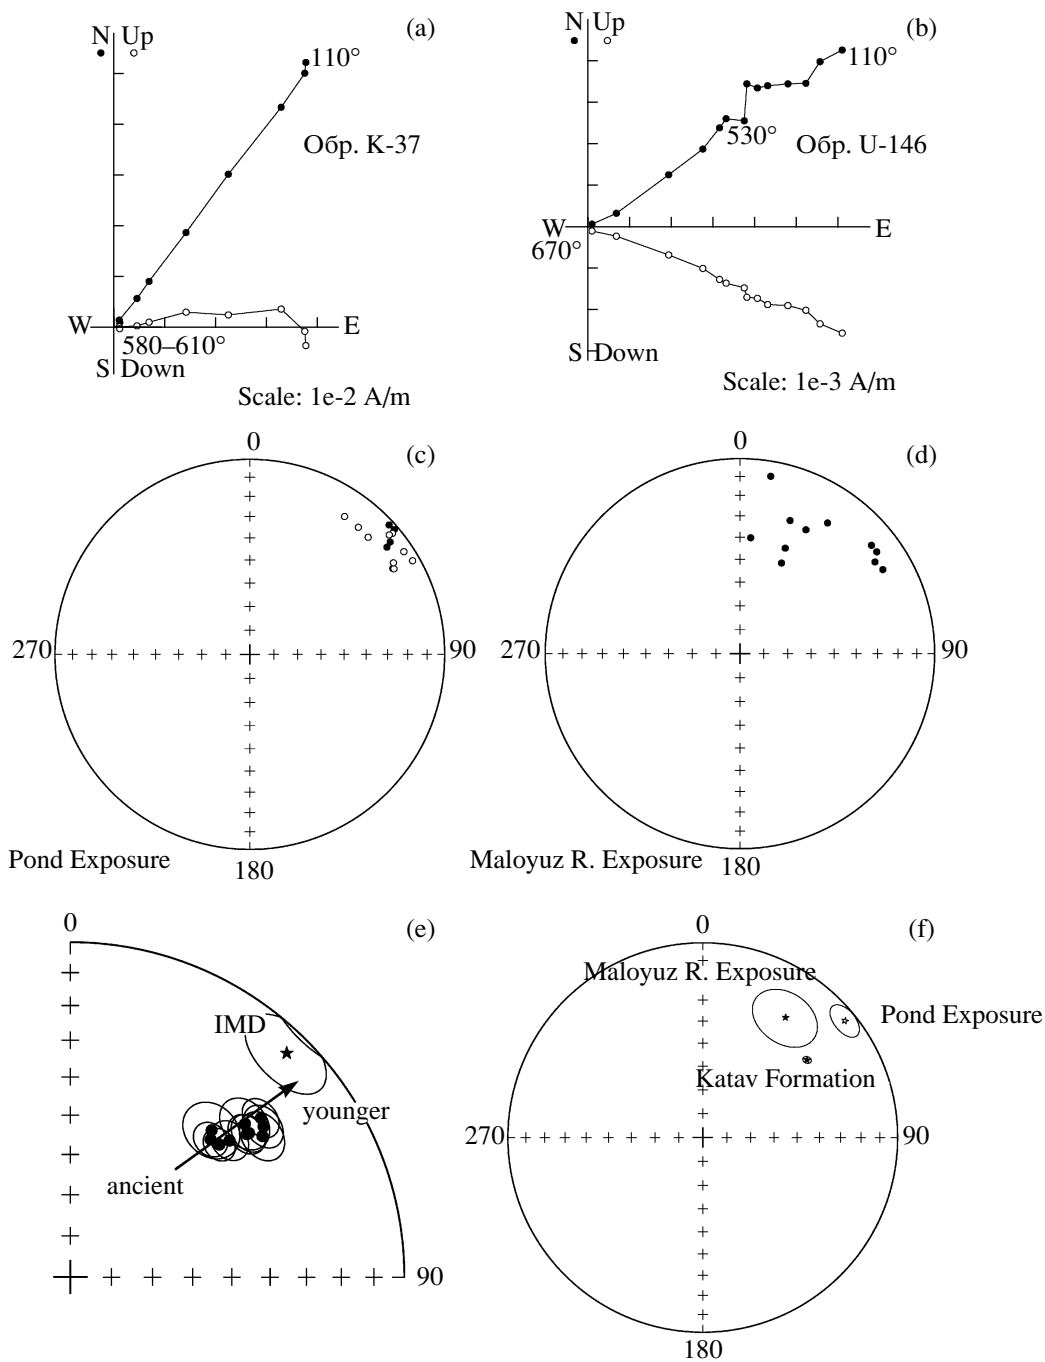 N Up
(a)
110°
Обр. K-37
W
E
580–610°
S Down
Scale: 1e-2 A/m
N Up
(b)
110°
530°
Обр. U-146
W
E
670°
S Down
Scale: 1e-3 A/m
0
(c)
270
90
Pond Exposure
180
0
(d)
270
90
Maloyuz R. Exposure
180
0
(e)
IMD
younger
ancient
90
0
(f)
Maloyuz R. Exposure
Pond Exposure
Katav Formation
270
90
180